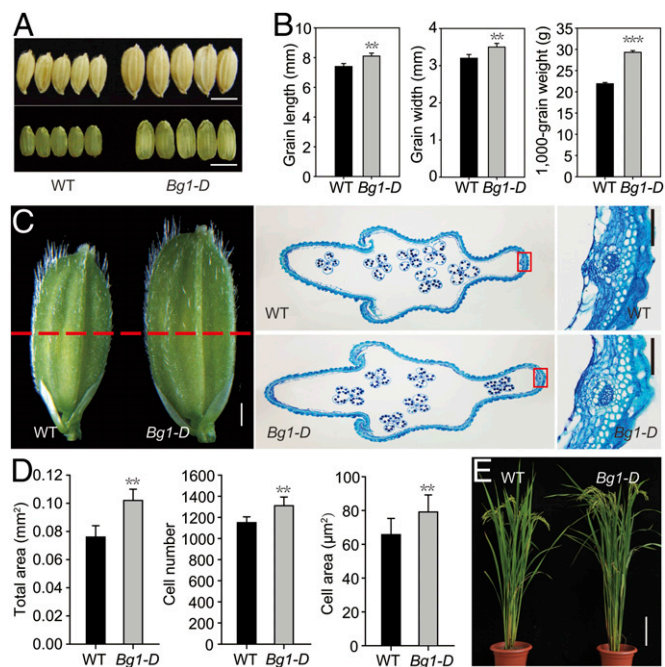 A
WT
Bg1-D
B
Grain length (mm)
10
8
6
4
2
0
**
WT Bg1-D
Grain width (mm)
4
3
2
1
0
**
WT Bg1-D
1,000-grain weight (g)
35
30
25
20
15
10
5
0
***
WT Bg1-D
C
WT
Bg1-D
WT
WT
Bg1-D
Bg1-D
D
Total area (mm²)
0.12
0.10
0.08
0.06
0.04
0.02
0.00
**
WT Bg1-D
Cell number
1600
1400
1200
1000
800
600
400
200
0
**
WT Bg1-D
Cell area (µm²)
100
80
60
40
20
0
**
WT Bg1-D
E
WT
Bg1-D